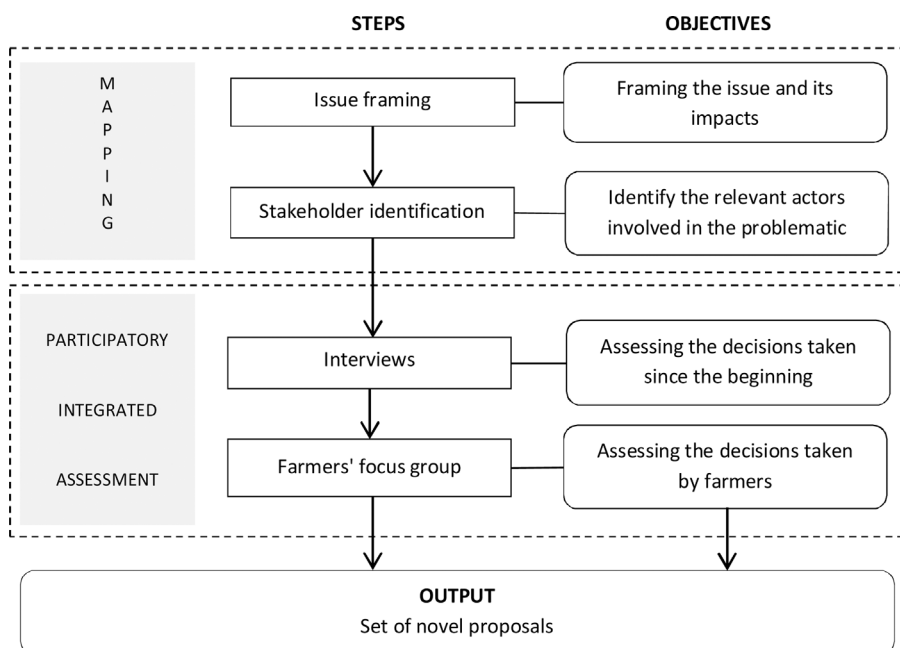 STEPS
OBJECTIVES
M
A
P
P
I
N
G
Issue framing
Framing the issue and its
impacts
Stakeholder identification
Identify the relevant actors
involved in the problematic
PARTICIPATORY
INTEGRATED
ASSESSMENT
Interviews
Assessing the decisions taken
since the beginning
Farmers' focus group
Assessing the decisions taken
by farmers
OUTPUT
Set of novel proposals